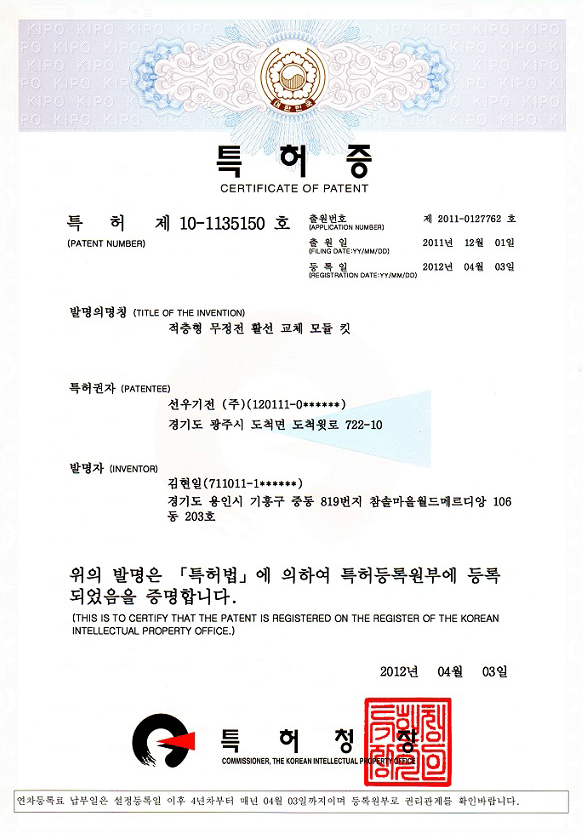 대한민국
특 허 증
CERTIFICATE OF PATENT
특 허 제 10-1135150 호
(PATENT NUMBER)
출원번호 제 2011-0127762 호
(APPLICATION NUMBER)
출 원 일 2011년 12월 01일
(FILING DATE:YY/MM/DD)
등 록 일 2012년 04월 03일
(REGISTRATION DATE:YY/MM/DD)
발명의명칭 (TITLE OF THE INVENTION)
적층형 무정전 활선 교체 모듈 킷
특허권자 (PATENTEE)
선우기전 (주)(120111-0******)
경기도 광주시 도척면 도척윗로 722-10
발명자 (INVENTOR)
김현일(711011-1******)
경기도 용인시 기흥구 중동 819번지 참솔마을월드메르디앙 106
동 203호
위의 발명은 「특허법」에 의하여 특허등록원부에 등록
되었음을 증명합니다.
(THIS IS TO CERTIFY THAT THE PATENT IS REGISTERED ON THE REGISTER OF THE KOREAN
INTELLECTUAL PROPERTY OFFICE.)
2012년 04월 03일
특 허 청 장
COMMISSIONER, THE KOREAN INTELLECTUAL PROPERTY OFFICE
연차등록료 납부일은 설정등록일 이후 4년차부터 매년 04월 03일까지이며 등록원부로 권리관계를 확인바랍니다.